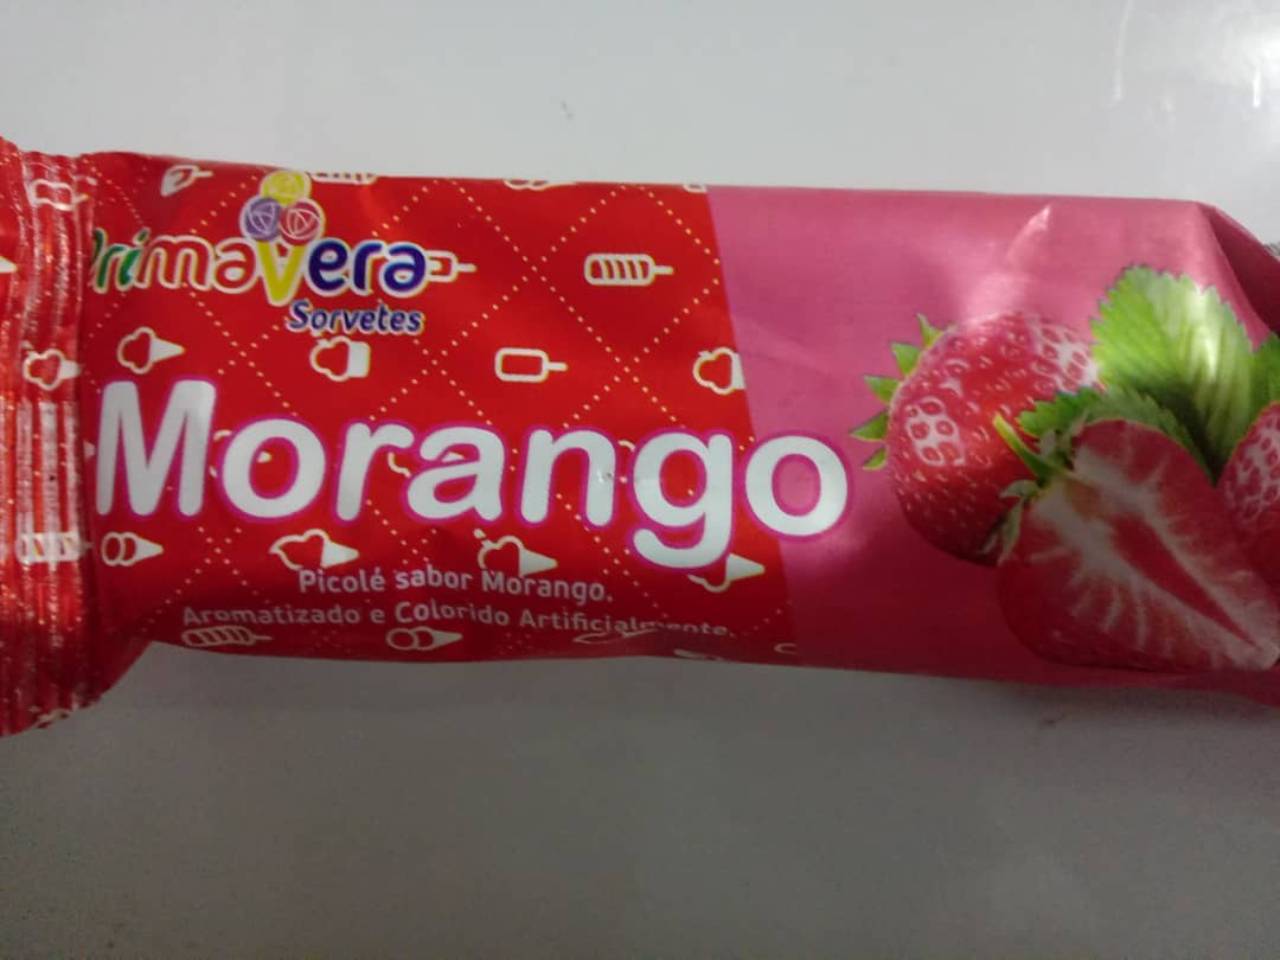 Primavera
Sorvetes
Morango
Picolé sabor Morango.
Aromatizado e Colorido Artificialmente.